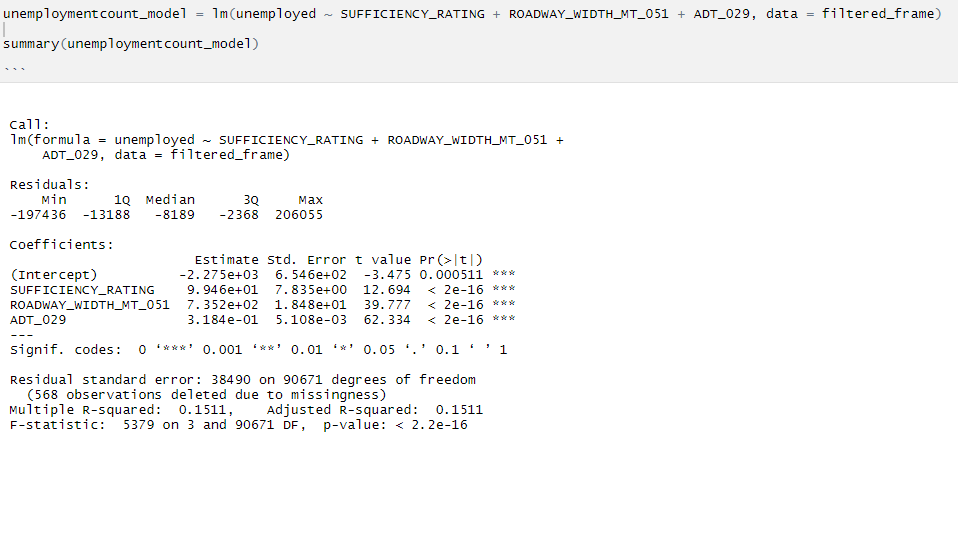 unemploymentcount_model = lm(unemployed ~ SUFFICIENCY_RATING + ROADWAY_WIDTH_MT_051 + ADT_029, data = filtered_frame)
summary(unemploymentcount_model)
```
Call:
lm(formula = unemployed ~ SUFFICIENCY_RATING + ROADWAY_WIDTH_MT_051 +
    ADT_029, data = filtered_frame)
Residuals:
    Min      1Q  Median      3Q     Max
-197436  -13188   -8189   -2368  206055
Coefficients:
                       Estimate Std. Error t value Pr(>|t|)
(Intercept)          -2.275e+03  6.546e+02  -3.475 0.000511 ***
SUFFICIENCY_RATING    9.946e+01  7.835e+00  12.694  < 2e-16 ***
ROADWAY_WIDTH_MT_051  7.352e+02  1.848e+01  39.777  < 2e-16 ***
ADT_029               3.184e-01  5.108e-03  62.334  < 2e-16 ***
---
Signif. codes:  0 ‘***’ 0.001 ‘**’ 0.01 ‘*’ 0.05 ‘.’ 0.1 ‘ ’ 1
Residual standard error: 38490 on 90671 degrees of freedom
  (568 observations deleted due to missingness)
Multiple R-squared:  0.1511,    Adjusted R-squared:  0.1511
F-statistic:  5379 on 3 and 90671 DF,  p-value: < 2.2e-16